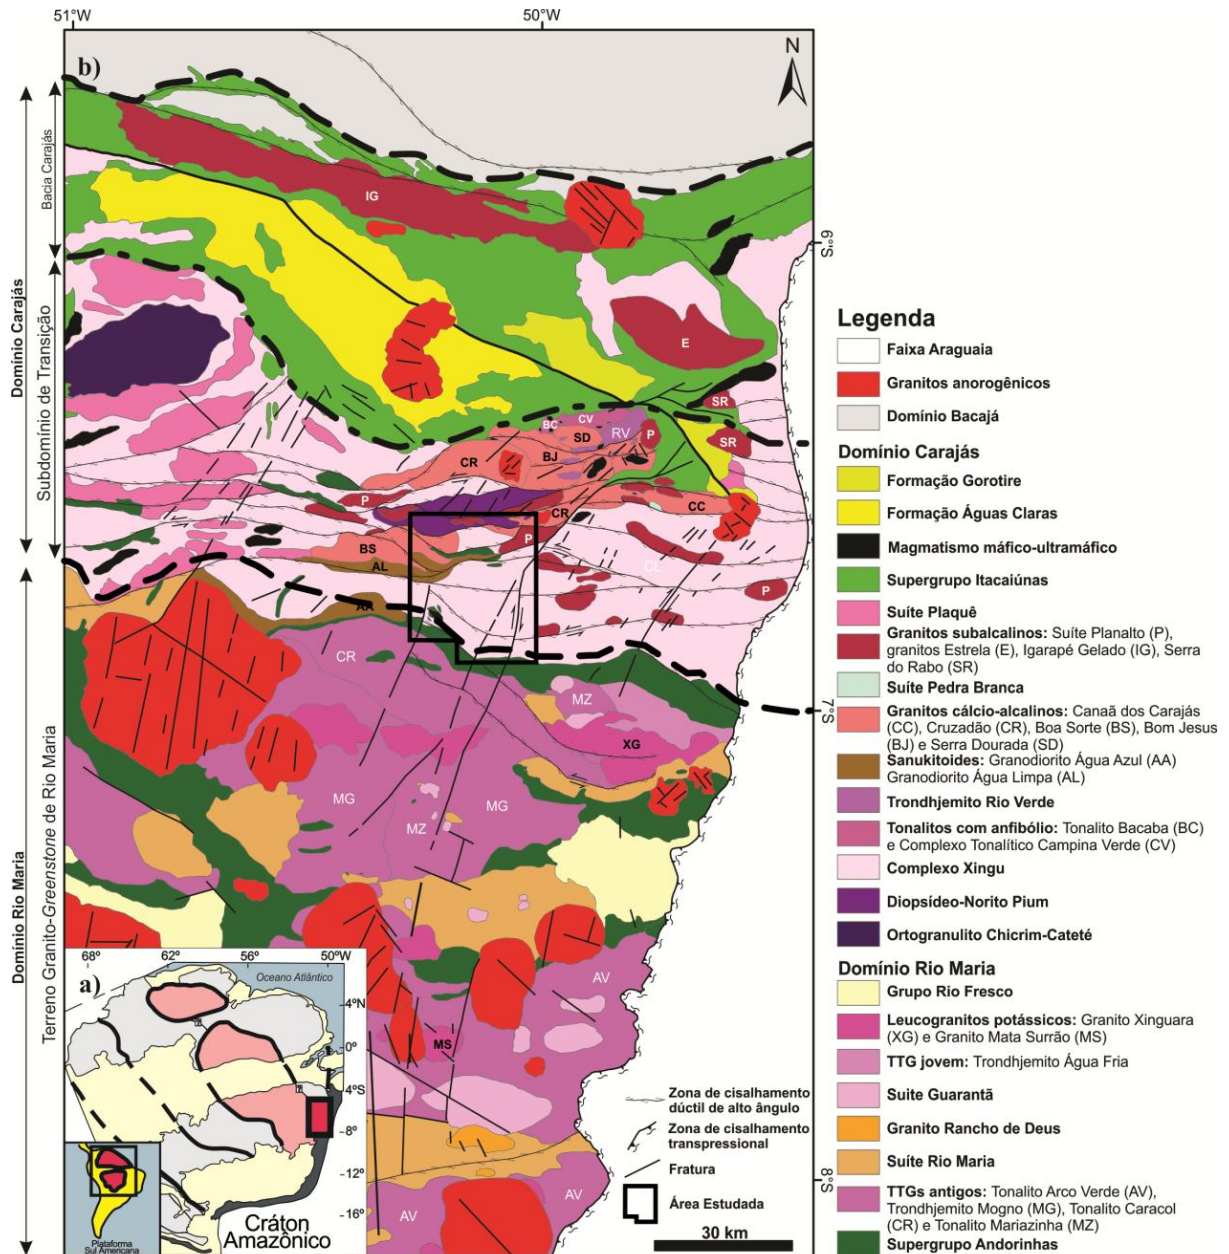 51°W
50°W
b)
N
Bacia Carajás
Domínio Carajás
Subdomínio de Transição
Domínio Rio Maria
Terreno Granito-Greenstone de Rio Maria
IG
6°S
E
SR
CV
BC
RV
SD
P
SR
BJ
CR
P
CC
CR
P
BS
AL
CL
P
AA
CR
MZ
7°S
XG
MG
MG
MZ
AV
MS
AV
AV
8°S
Legenda
Faixa Araguaia
Granitos anorogênicos
Domínio Bacajá
Domínio Carajás
Formação Gorotire
Formação Águas Claras
Magmatismo máfico-ultramáfico
Supergrupo Itacaiúnas
Suíte Plaquê
Granitos subalcalinos: Suíte Planalto (P),
granitos Estrela (E), Igarapé Gelado (IG), Serra
do Rabo (SR)
Suíte Pedra Branca
Granitos cálcio-alcalinos: Canaã dos Carajás
(CC), Cruzadão (CR), Boa Sorte (BS), Bom Jesus
(BJ) e Serra Dourada (SD)
Sanukitoides: Granodiorito Água Azul (AA)
Granodiorito Água Limpa (AL)
Trondhjemito Rio Verde
Tonalitos com anfibólio: Tonalito Bacaba (BC)
e Complexo Tonalítico Campina Verde (CV)
Complexo Xingu
Diopsídeo-Norito Pium
Ortogranulito Chicrim-Cateté
Domínio Rio Maria
Grupo Rio Fresco
Leucogranitos potássicos: Granito Xinguara
(XG) e Granito Mata Surrão (MS)
TTG jovem: Trondhjemito Água Fria
Suite Guarantã
Granito Rancho de Deus
Suíte Rio Maria
TTGs antigos: Tonalito Arco Verde (AV),
Trondhjemito Mogno (MG), Tonalito Caracol
(CR) e Tonalito Mariazinha (MZ)
Supergrupo Andorinhas
Zona de cisalhamento
dúctil de alto ângulo
Zona de cisalhamento
transpressional
Fratura
Área Estudada
30 km
a)
68°
62°
56°
50°W
Oceano Atlântico
4°N
0°
4°S
-8°
-12°
-16°
?
?
Cráton
Amazônico
Plataforma
Sul Americana